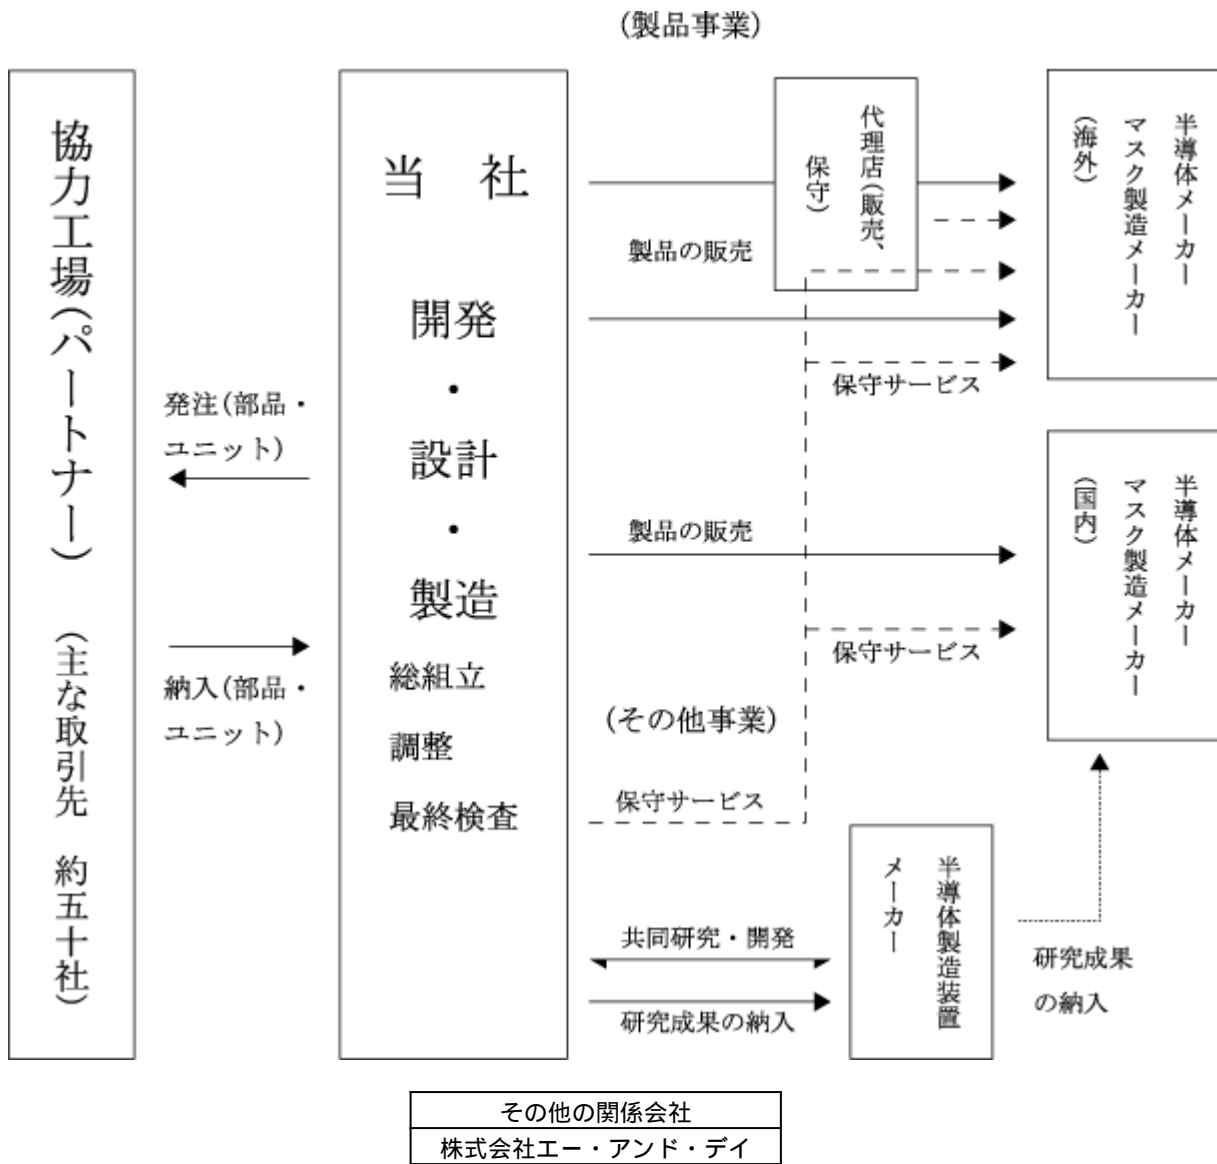 (製品事業)
協力工場(パートナー) (主な取引先 約五十社)
発注(部品・
ユニット)
納入(部品・
ユニット)
当 社
開発
・
設計
・
製造
総組立
調整
最終検査
製品の販売
代理店(販売、
保守)
保守サービス
半導体メーカー
マスク製造メーカー
(海外)
製品の販売
保守サービス
半導体メーカー
マスク製造メーカー
(国内)
(その他事業)
保守サービス
共同研究・開発
研究成果の納入
半導体製造装置
メーカー
研究成果
の納入
その他の関係会社
株式会社エー・アンド・デイ